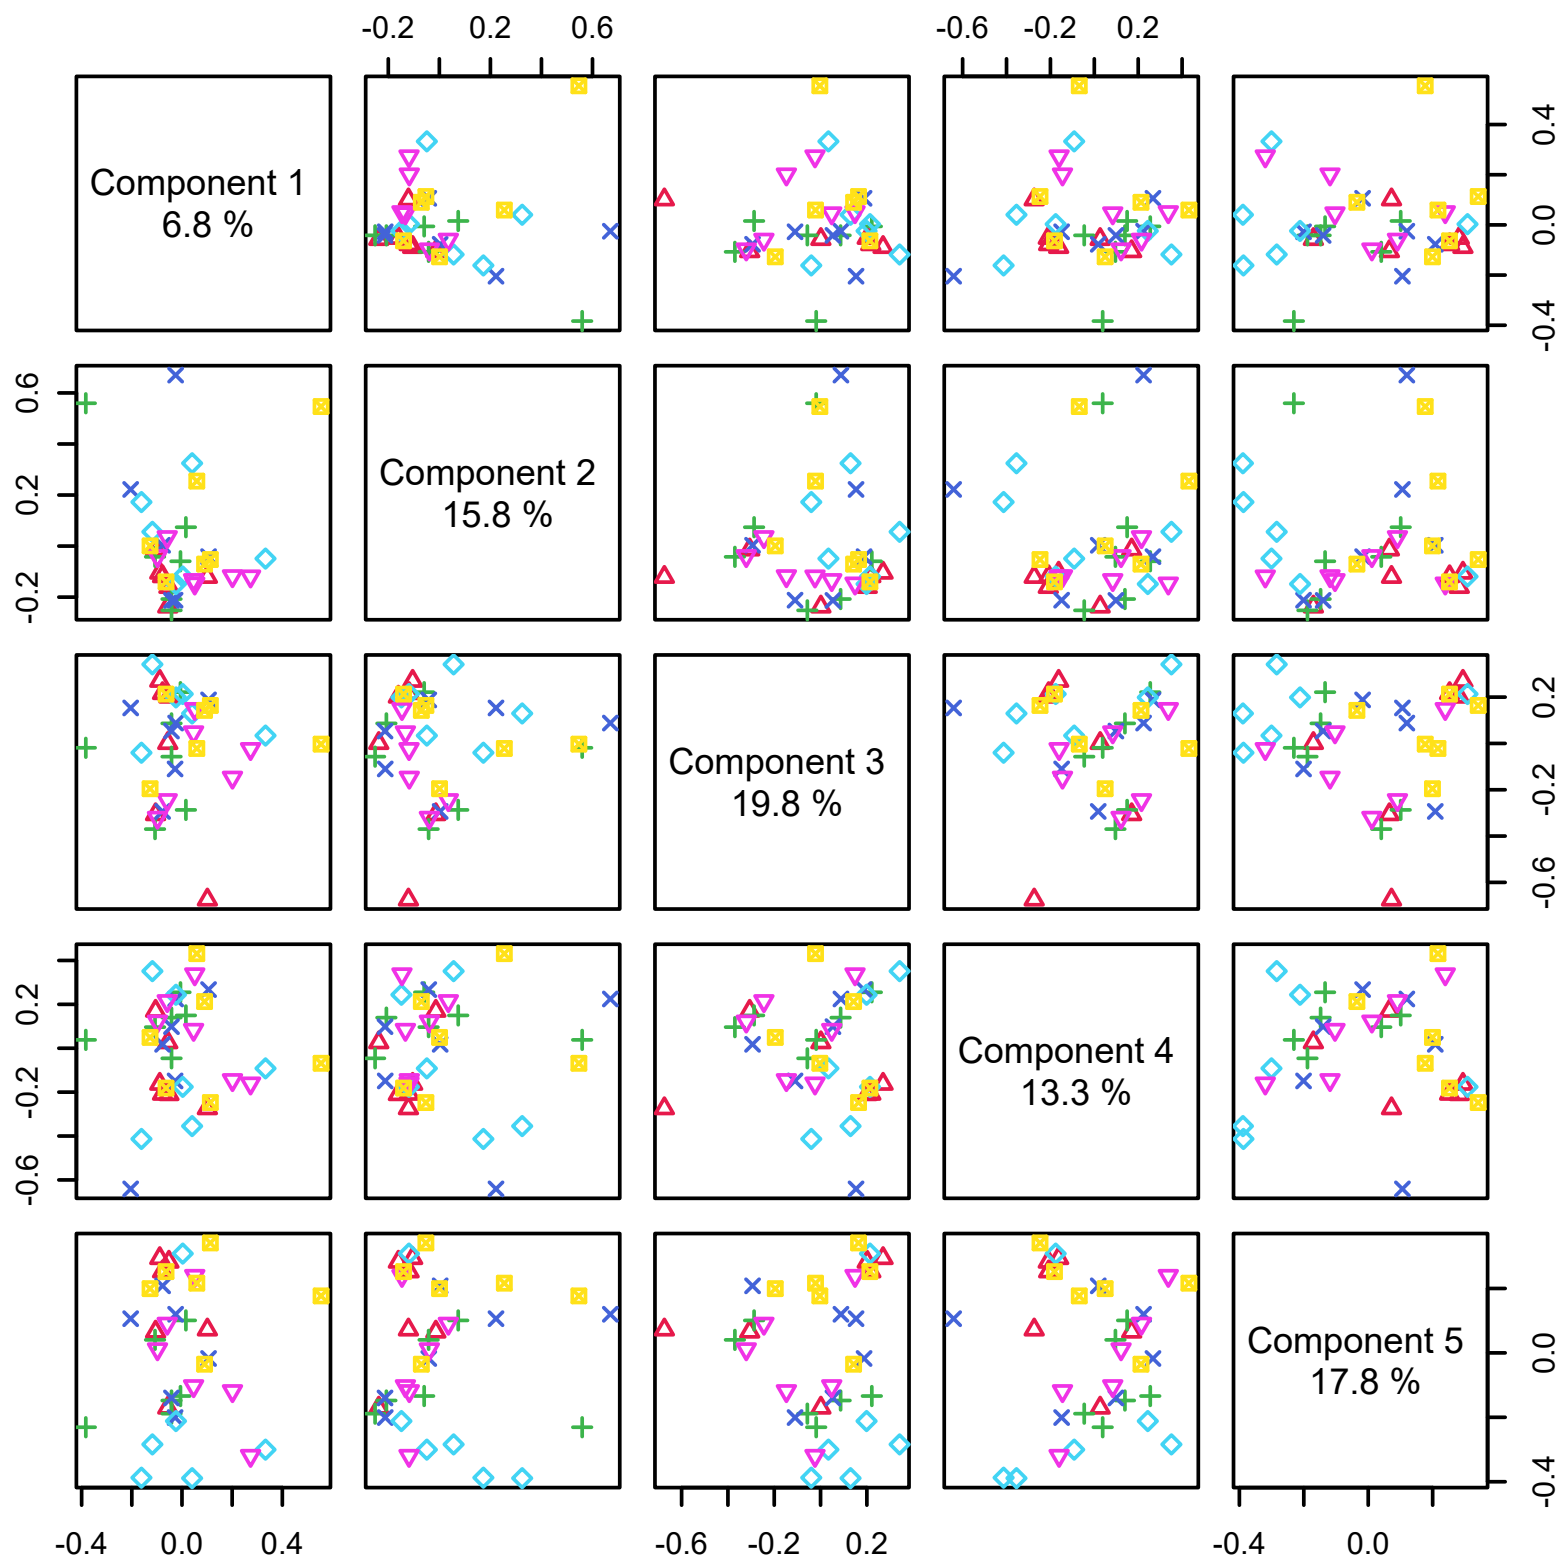 -0.2 0.2 0.6 -0.6 -0.2 0.2
Component 1
6.8 %
-0.4 0.0 0.4
-0.2 0.2 0.6
Component 2
15.8 %
Component 3
19.8 %
-0.6 -0.2 0.2
-0.6 -0.2 0.2
Component 4
13.3 %
Component 5
17.8 %
-0.4 0.0
-0.4 0.0 0.4 -0.6 -0.2 0.2 -0.4 0.0